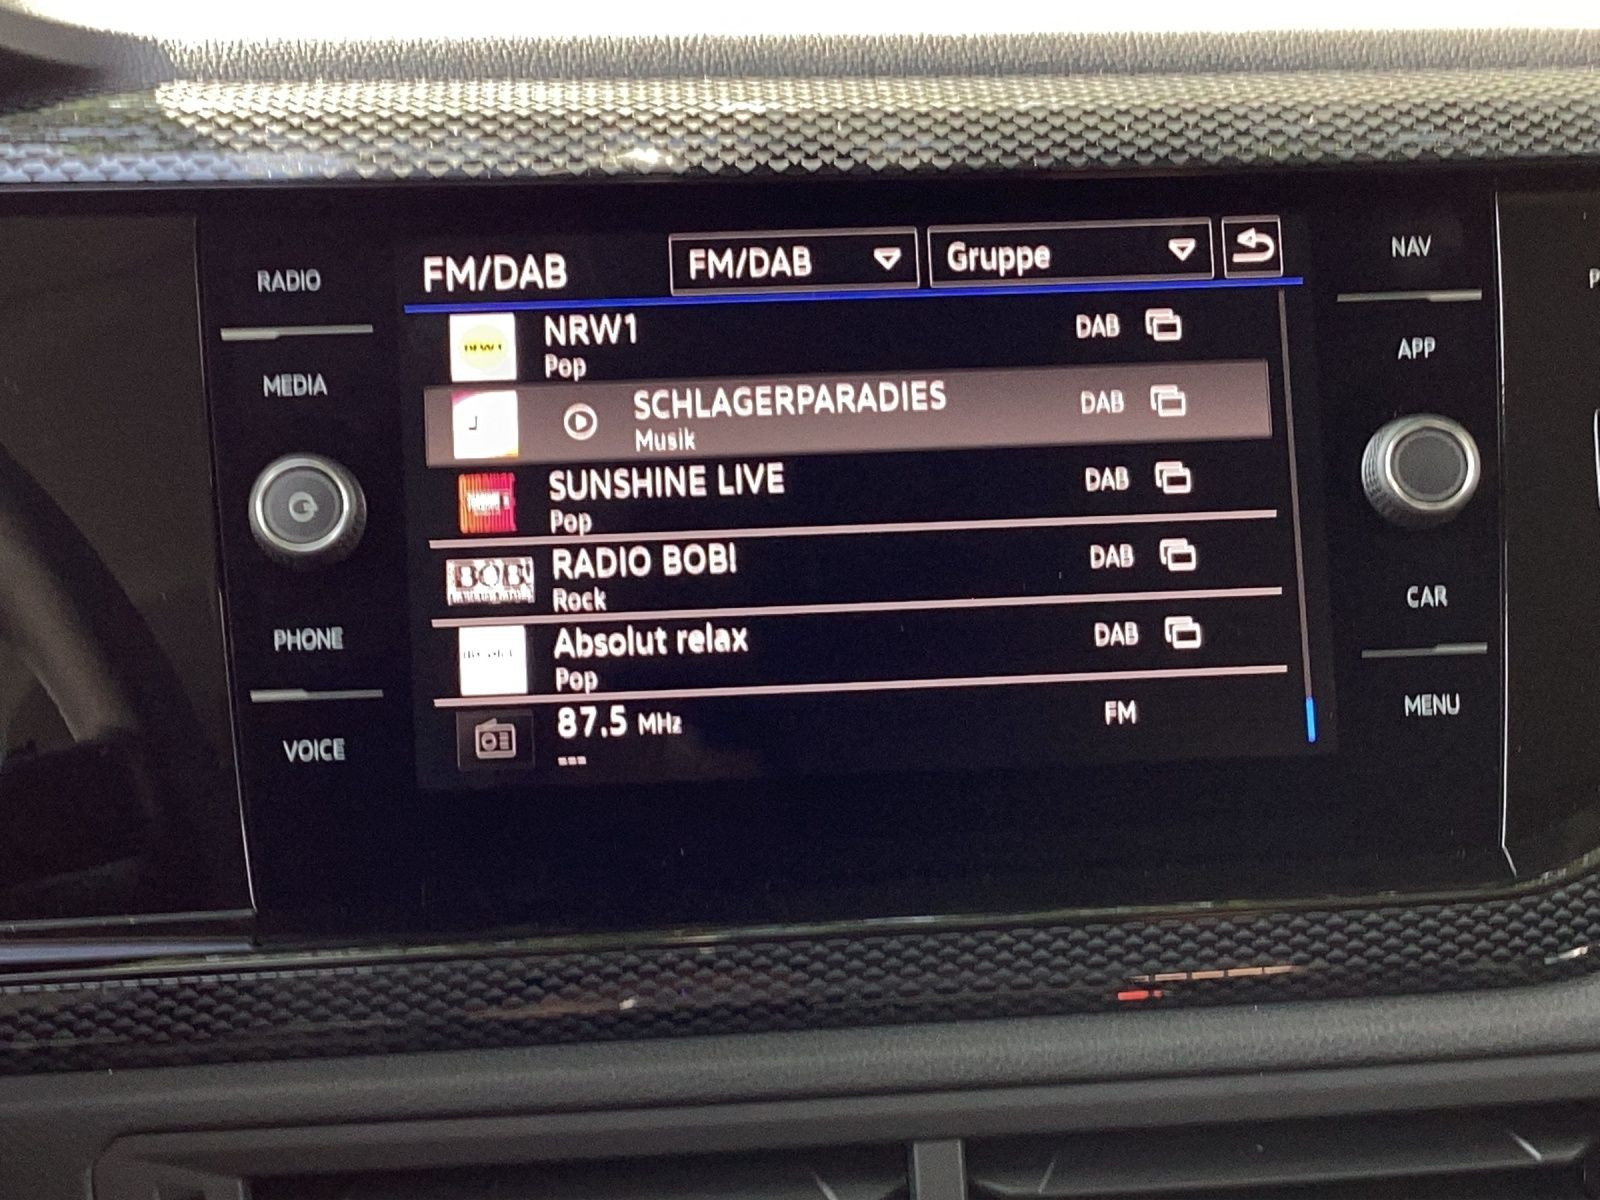 RADIO
MEDIA
PHONE
VOICE
FM/DAB
FM/DAB
Gruppe
NRW1
Pop
DAB
SCHLAGERPARADIES
Musik
DAB
SUNSHINE LIVE
Pop
DAB
RADIO BOB!
Rock
DAB
Absolut relax
Pop
DAB
87.5 MHz
---
FM
NAV
APP
CAR
MENU